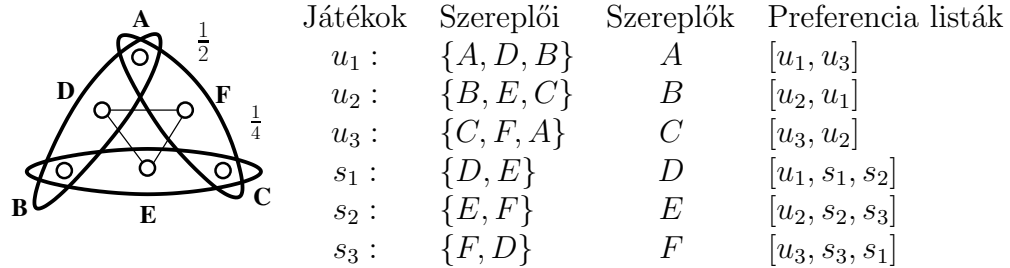 Játékok Szereplői Szereplők Preferencia listák
u₁ : {A, D, B} A [u₁, u₃]
u₂ : {B, E, C} B [u₂, u₁]
u₃ : {C, F, A} C [u₃, u₂]
s₁ : {D, E} D [u₁, s₁, s₂]
s₂ : {E, F} E [u₂, s₂, s₃]
s₃ : {F, D} F [u₃, s₃, s₁]
A
1/2
D
F
1/4
B
E
C